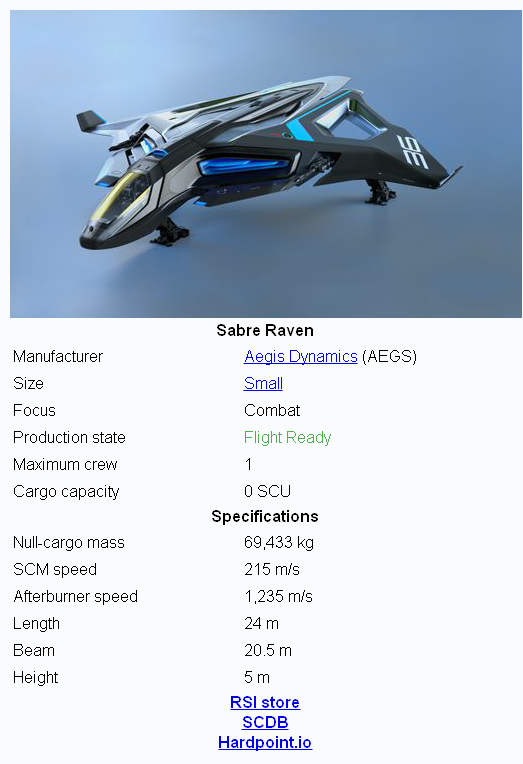 36
Sabre Raven
Manufacturer Aegis Dynamics (AEGS)
Size Small
Focus Combat
Production state Flight Ready
Maximum crew 1
Cargo capacity 0 SCU
Specifications
Null-cargo mass 69,433 kg
SCM speed 215 m/s
Afterburner speed 1,235 m/s
Length 24 m
Beam 20.5 m
Height 5 m
RSI store
SCDB
Hardpoint.io